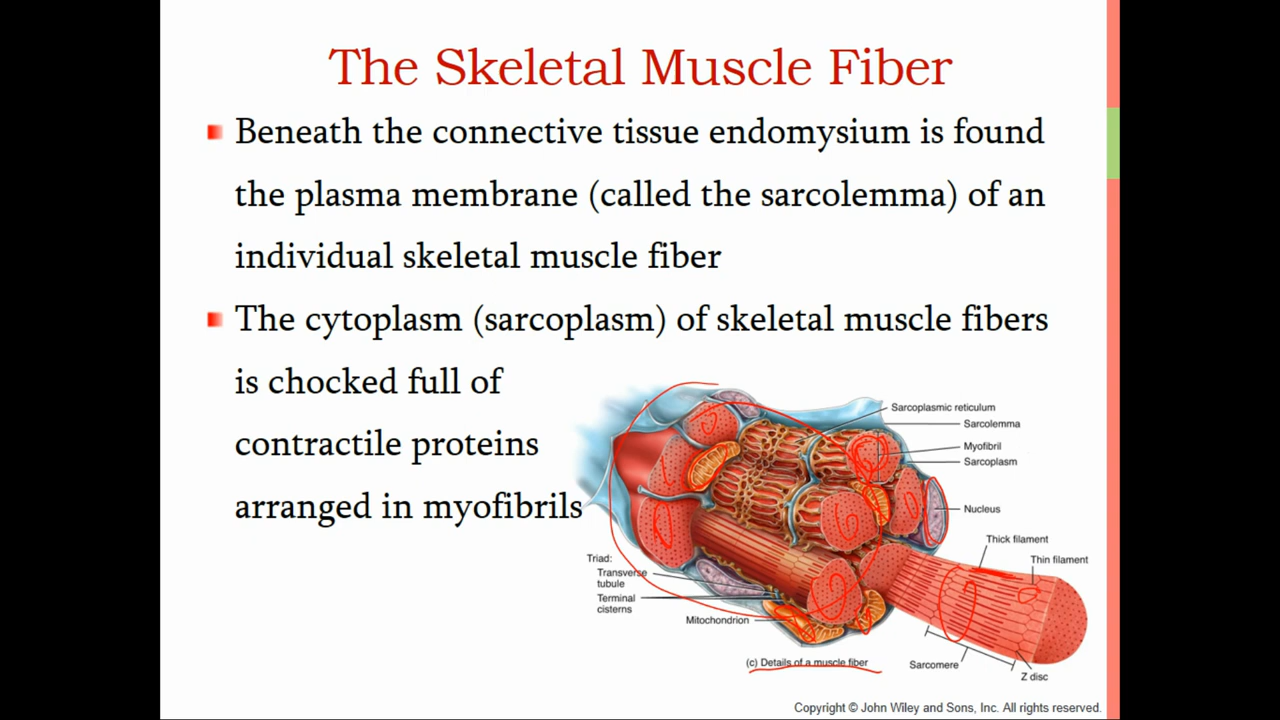 The Skeletal Muscle Fiber
Beneath the connective tissue endomysium is found
the plasma membrane (called the sarcolemma) of an
individual skeletal muscle fiber
The cytoplasm (sarcoplasm) of skeletal muscle fibers
is chocked full of
contractile proteins
arranged in myofibrils
Sarcoplasmic reticulum
Sarcolemma
Myofibril
Sarcoplasm
Nucleus
Thick filament
Thin filament
Triad:
Transverse
tubule
Terminal
cisterns
Mitochondrion
(c) Details of a muscle fiber
Sarcomere
Z disc
Copyright © John Wiley and Sons, Inc. All rights reserved.